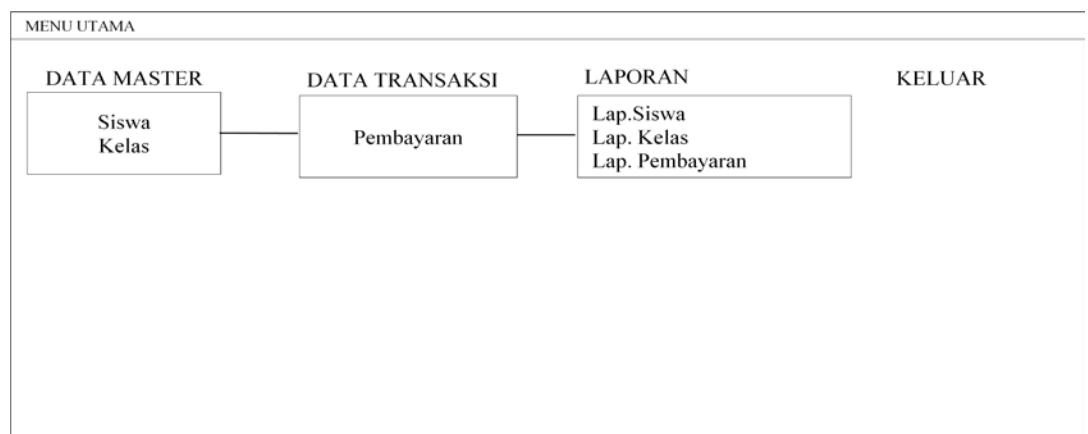 MENU UTAMA
DATA MASTER
Siswa
Kelas
DATA TRANSAKSI
Pembayaran
LAPORAN
Lap.Siswa
Lap. Kelas
Lap. Pembayaran
KELUAR